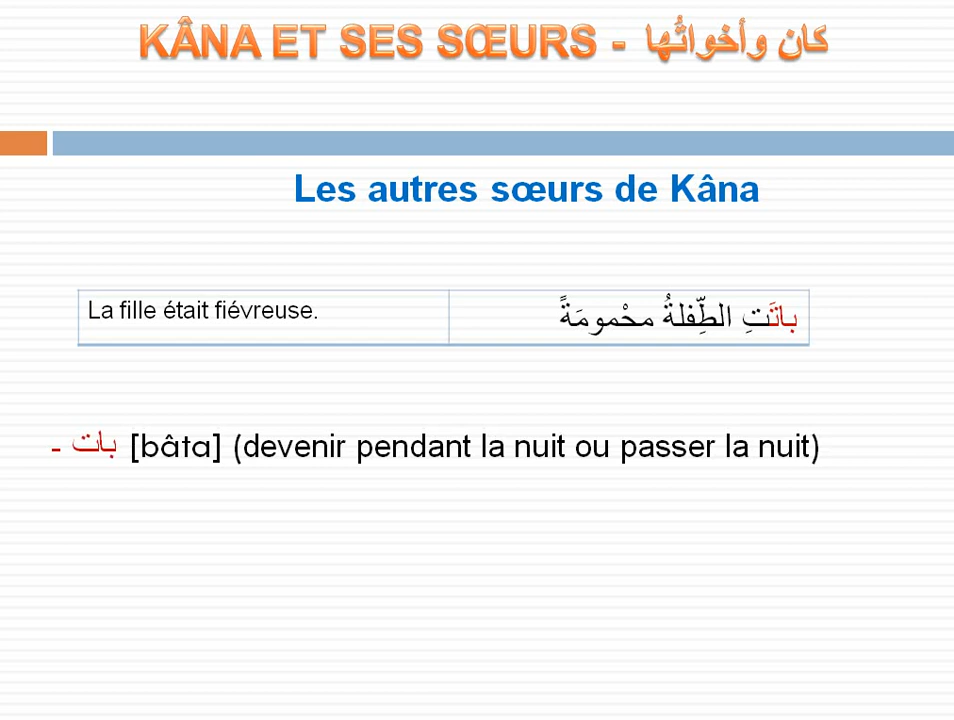 KÂNA ET SES SŒURS - كان وأخواتُها
Les autres sœurs de Kâna
La fille était fiévreuse.
باتَتِ الطِّفلةُ محْمومَةً
- بات [bâta] (devenir pendant la nuit ou passer la nuit)